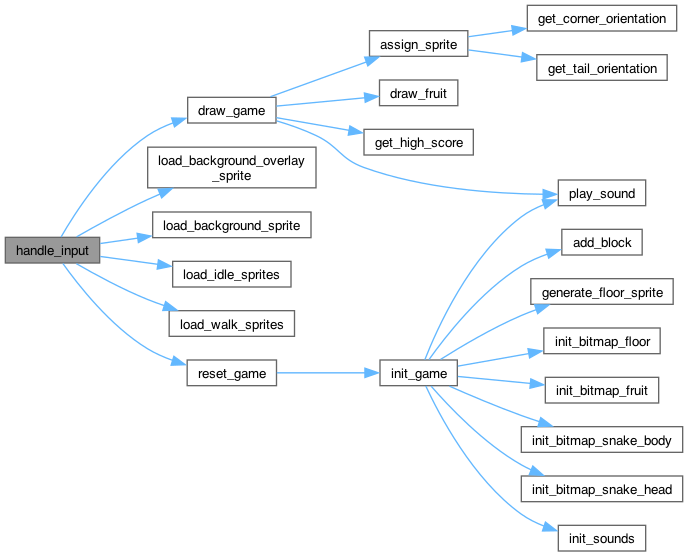 handle_input
draw_game
load_background_overlay
_sprite
load_background_sprite
load_idle_sprites
load_walk_sprites
reset_game
assign_sprite
draw_fruit
get_high_score
init_game
get_corner_orientation
get_tail_orientation
play_sound
add_block
generate_floor_sprite
init_bitmap_floor
init_bitmap_fruit
init_bitmap_snake_body
init_bitmap_snake_head
init_sounds